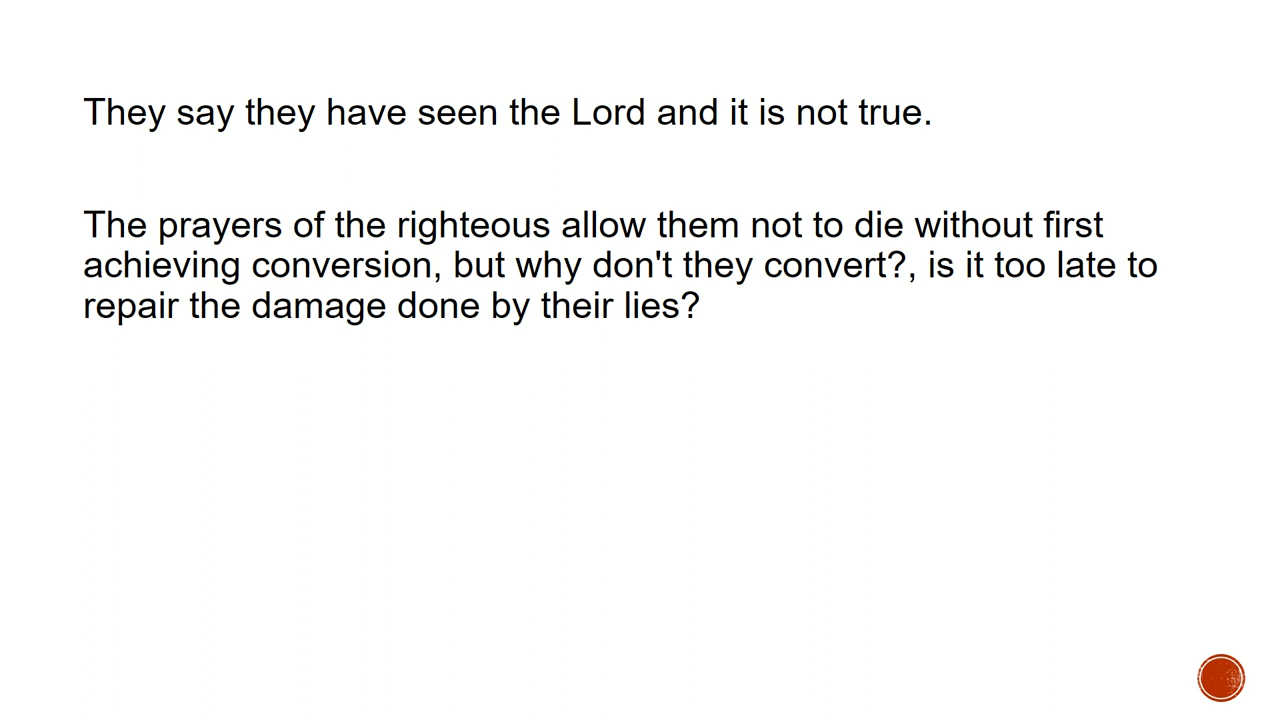 They say they have seen the Lord and it is not true.
The prayers of the righteous allow them not to die without first
achieving conversion, but why don't they convert?, is it too late to
repair the damage done by their lies?